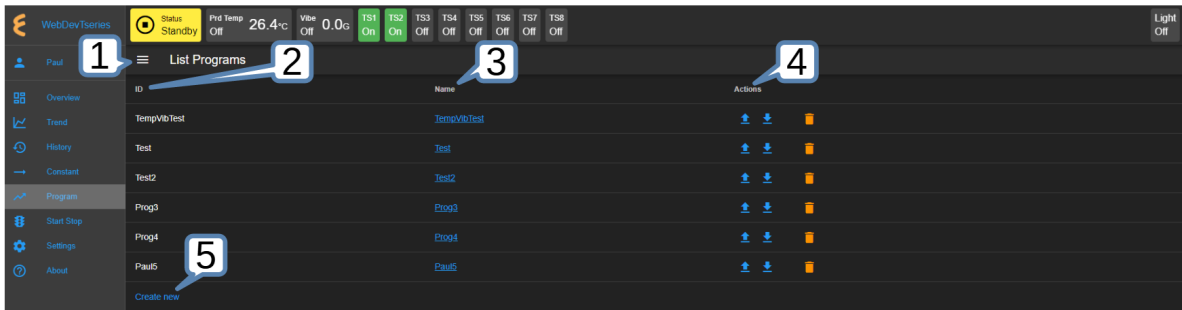 WebDevTseries
Status
Standby
Prd Temp
Off
26.4°C
Vibe
Off
0.0G
TS1
On
TS2
On
TS3
Off
TS4
Off
TS5
Off
TS6
Off
TS7
Off
TS8
Off
Light
Off
Paul
1
List Programs
2
3
4
ID Name Actions
Overview
Trend
History
Constant
Program
Start Stop
Settings
About
TempVibTest TempVibTest
Test Test
Test2 Test2
Prog3 Prog3
Prog4 Prog4
5
Paul5 Paul5
Create new